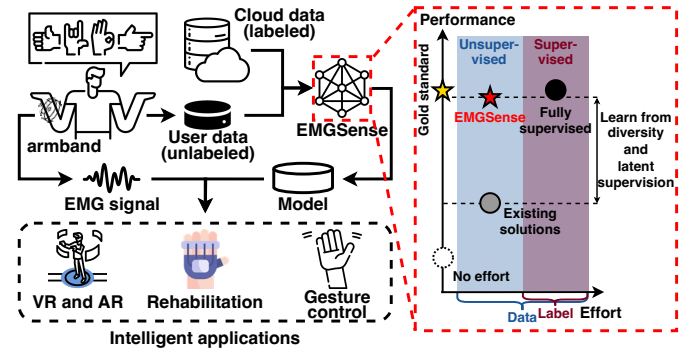 Cloud data
(labeled)
armband
User data
(unlabeled)
EMGSense
EMG signal
Model
VR and AR
Rehabilitation
Gesture
control
Intelligent applications
Performance
Gold standard
Unsuper-
vised
Super-
vised
EMGSense
Fully
supervised
Learn from
diversity
and
latent
supervision
Existing
solutions
No effort
Data
Label
Effort